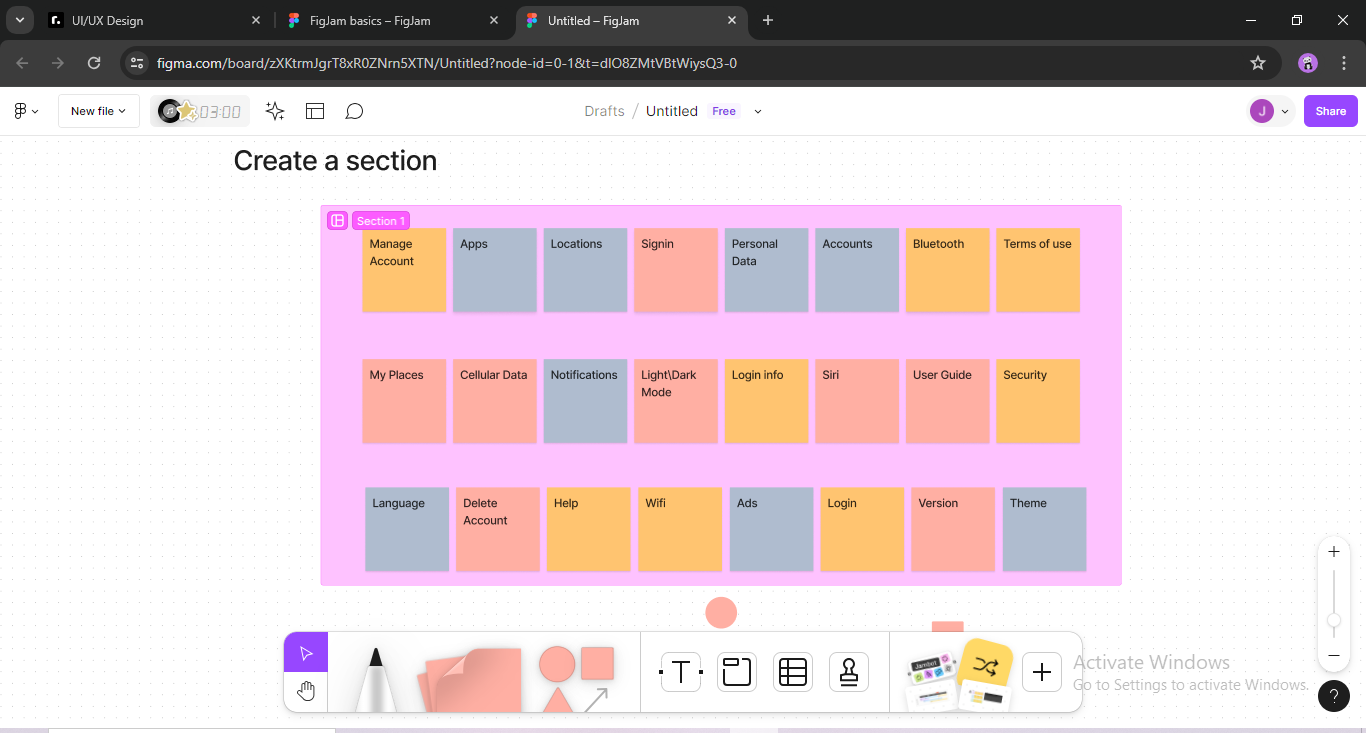 UI/UX Design
FigJam basics – FigJam
Untitled – FigJam
figma.com/board/zXKtrmJgrT8xR0ZNrn5XTN/Untitled?node-id=0-1&t=dlO8ZMtVBtWiysQ3-0
New file
03:00
Drafts / Untitled Free
J
Share
Create a section
Section 1
Manage
Account
Apps
Locations
Signin
Personal
Data
Accounts
Bluetooth
Terms of use
My Places
Cellular Data
Notifications
Light\Dark
Mode
Login info
Siri
User Guide
Security
Language
Delete
Account
Help
Wifi
Ads
Login
Version
Theme
T
Jambot
Activate Windows
Go to Settings to activate Windows.
?